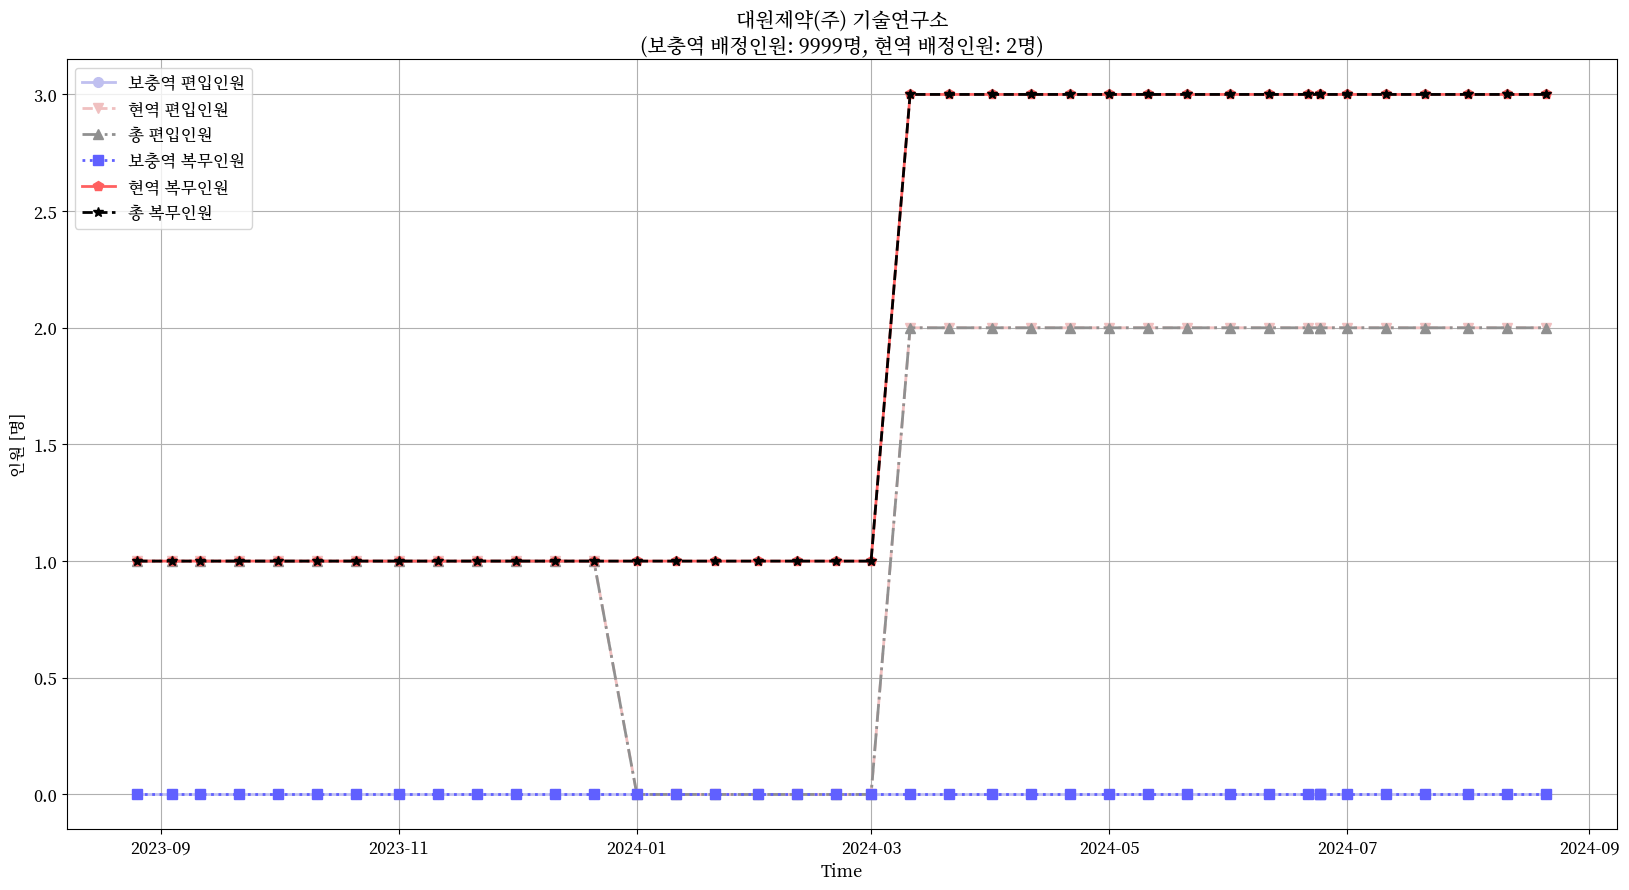 대원제약(주) 기술연구소
(보충역 배정인원: 9999명, 현역 배정인원: 2명)
보충역 편입인원
현역 편입인원
총 편입인원
보충역 복무인원
현역 복무인원
총 복무인원
인원 [명]
3.0
2.5
2.0
1.5
1.0
0.5
0.0
2023-09
2023-11
2024-01
2024-03
2024-05
2024-07
2024-09
Time